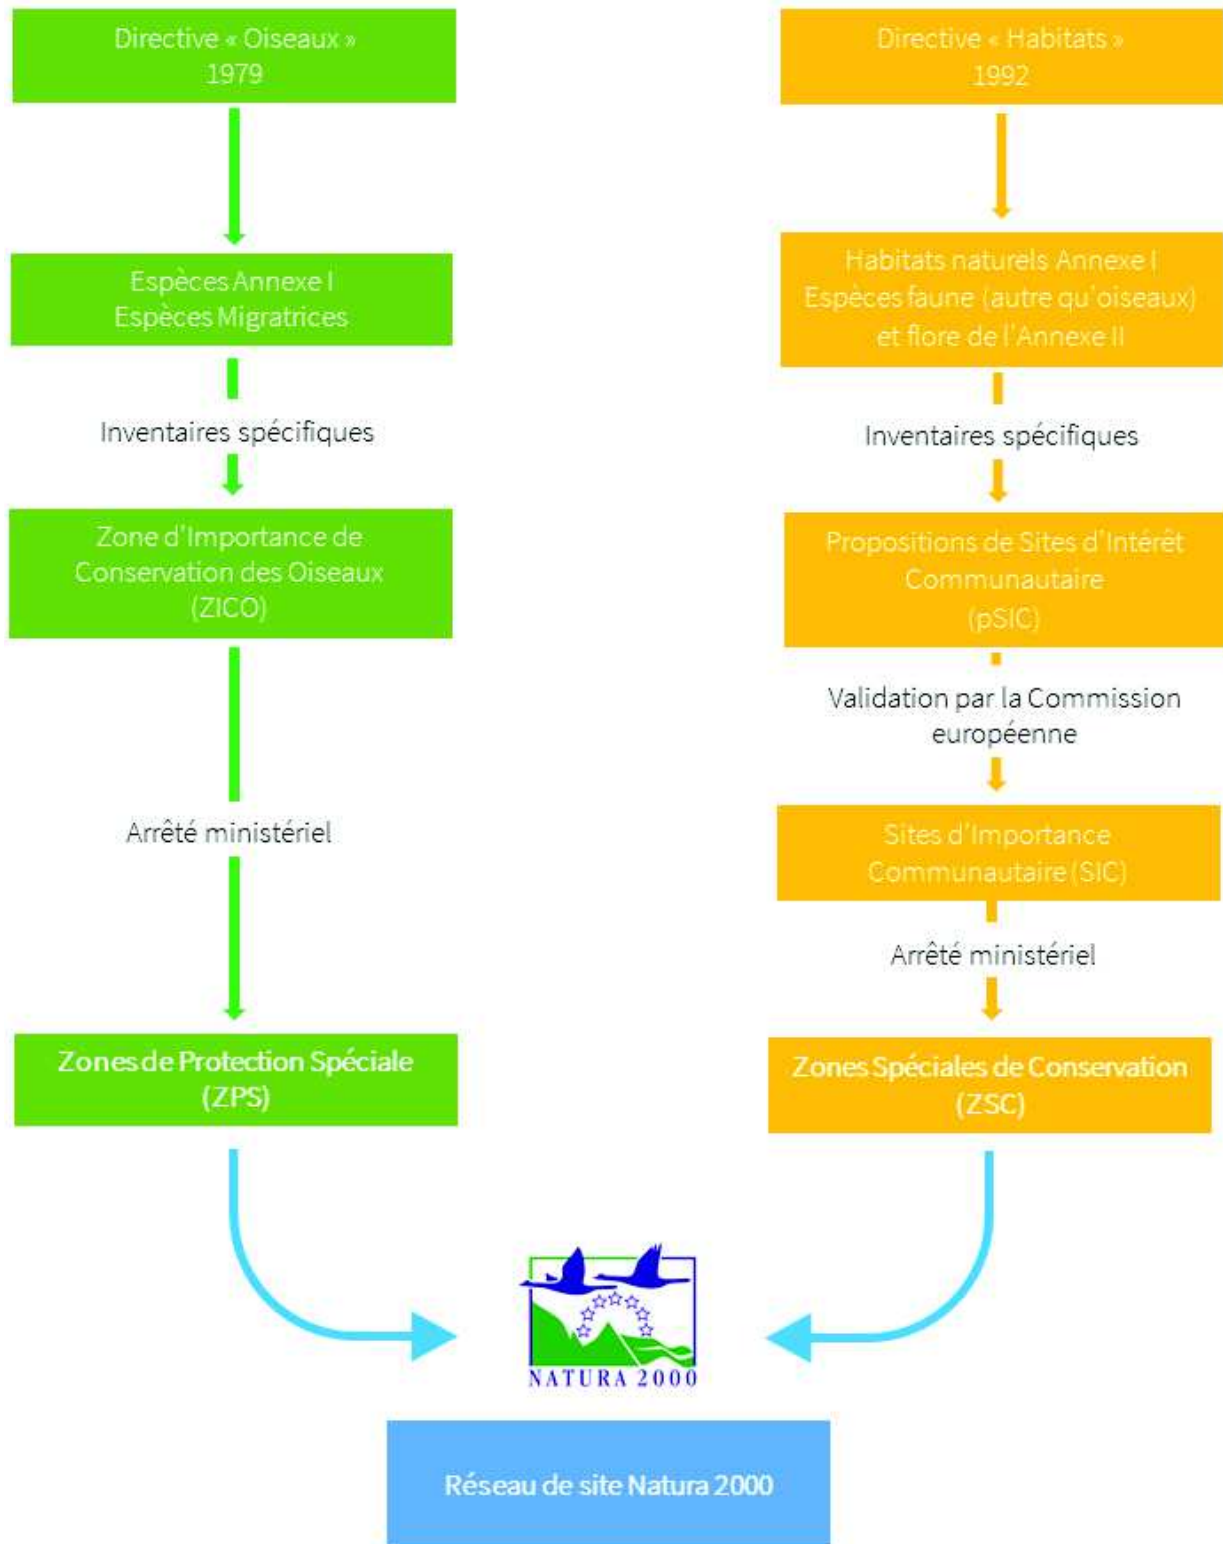 Directive « Oiseaux »
1979
Espèces Annexe I
Espèces Migratrices
Inventaires spécifiques
Zone d'Importance de
Conservation des Oiseaux
(ZICO)
Arrêté ministériel
Zones de Protection Spéciale
(ZPS)
Directive « Habitats »
1992
Habitats naturels Annexe I
Espèces faune (autre qu'oiseaux)
et flore de l'Annexe II
Inventaires spécifiques
Propositions de Sites d'Intérêt
Communautaire
(pSIC)
Validation par la Commission
européenne
Sites d'Importance
Communautaire (SIC)
Arrêté ministériel
Zones Spéciales de Conservation
(ZSC)
NATURA 2000
Réseau de site Natura 2000